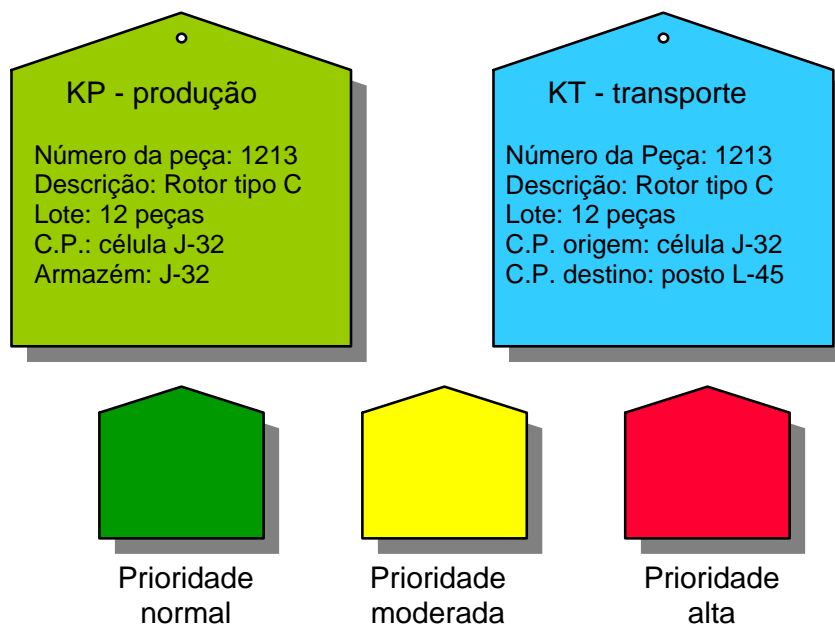 KP - produção
Número da peça: 1213
Descrição: Rotor tipo C
Lote: 12 peças
C.P.: célula J-32
Armazém: J-32
KT - transporte
Número da Peça: 1213
Descrição: Rotor tipo C
Lote: 12 peças
C.P. origem: célula J-32
C.P. destino: posto L-45
Prioridade
normal
Prioridade
moderada
Prioridade
alta